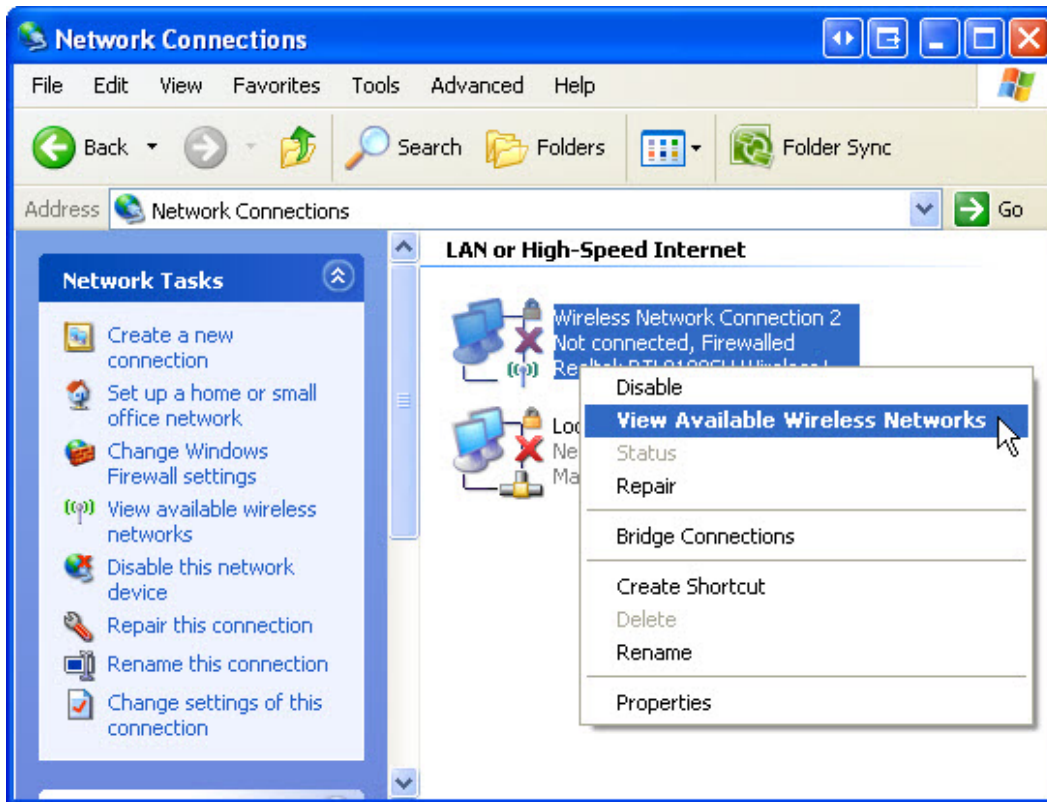 Network Connections
File Edit View Favorites Tools Advanced Help
Back Search Folders Folder Sync
Address Network Connections Go
Network Tasks
Create a new
connection
Set up a home or small
office network
Change Windows
Firewall settings
View available wireless
networks
Disable this network
device
Repair this connection
Rename this connection
Change settings of this
connection
LAN or High-Speed Internet
Wireless Network Connection 2
Not connected, Firewalled
Disable
View Available Wireless Networks
Status
Repair
Bridge Connections
Create Shortcut
Delete
Rename
Properties